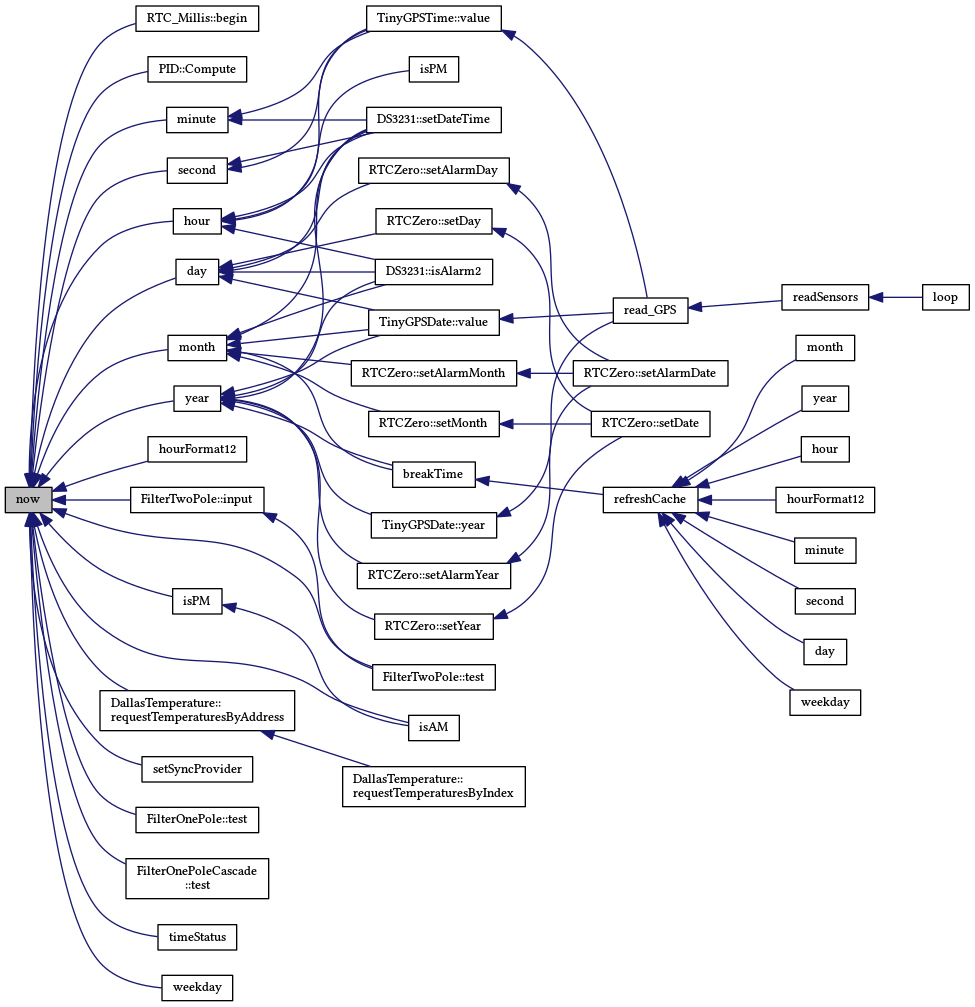 now
RTC_Millis::begin
PID::Compute
minute
second
hour
day
month
year
hourFormat12
FilterTwoPole::input
isPM
DallasTemperature::
requestTemperaturesByAddress
setSyncProvider
FilterOnePole::test
FilterOnePoleCascade
::test
timeStatus
weekday
TinyGPSTime::value
isPM
DS3231::setDateTime
RTCZero::setAlarmDay
RTCZero::setDay
DS3231::isAlarm2
TinyGPSDate::value
RTCZero::setAlarmMonth
RTCZero::setMonth
breakTime
TinyGPSDate::year
RTCZero::setAlarmYear
RTCZero::setYear
FilterTwoPole::test
isAM
DallasTemperature::
requestTemperaturesByIndex
read_GPS
RTCZero::setAlarmDate
RTCZero::setDate
refreshCache
readSensors
loop
month
year
hour
hourFormat12
minute
second
day
weekday